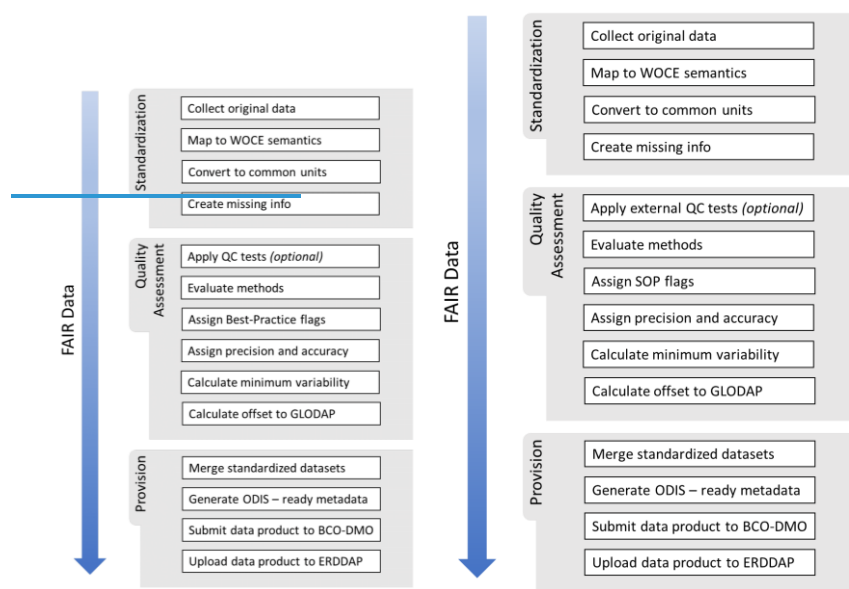 FAIR Data
Standardization
Collect original data
Map to WOCE semantics
Convert to common units
Create missing info
Quality
Assessment
Apply QC tests (optional)
Evaluate methods
Assign Best-Practice flags
Assign precision and accuracy
Calculate minimum variability
Calculate offset to GLODAP
Provision
Merge standardized datasets
Generate ODIS – ready metadata
Submit data product to BCO-DMO
Upload data product to ERDDAP
FAIR Data
Standardization
Collect original data
Map to WOCE semantics
Convert to common units
Create missing info
Quality
Assessment
Apply external QC tests (optional)
Evaluate methods
Assign SOP flags
Assign precision and accuracy
Calculate minimum variability
Calculate offset to GLODAP
Provision
Merge standardized datasets
Generate ODIS – ready metadata
Submit data product to BCO-DMO
Upload data product to ERDDAP